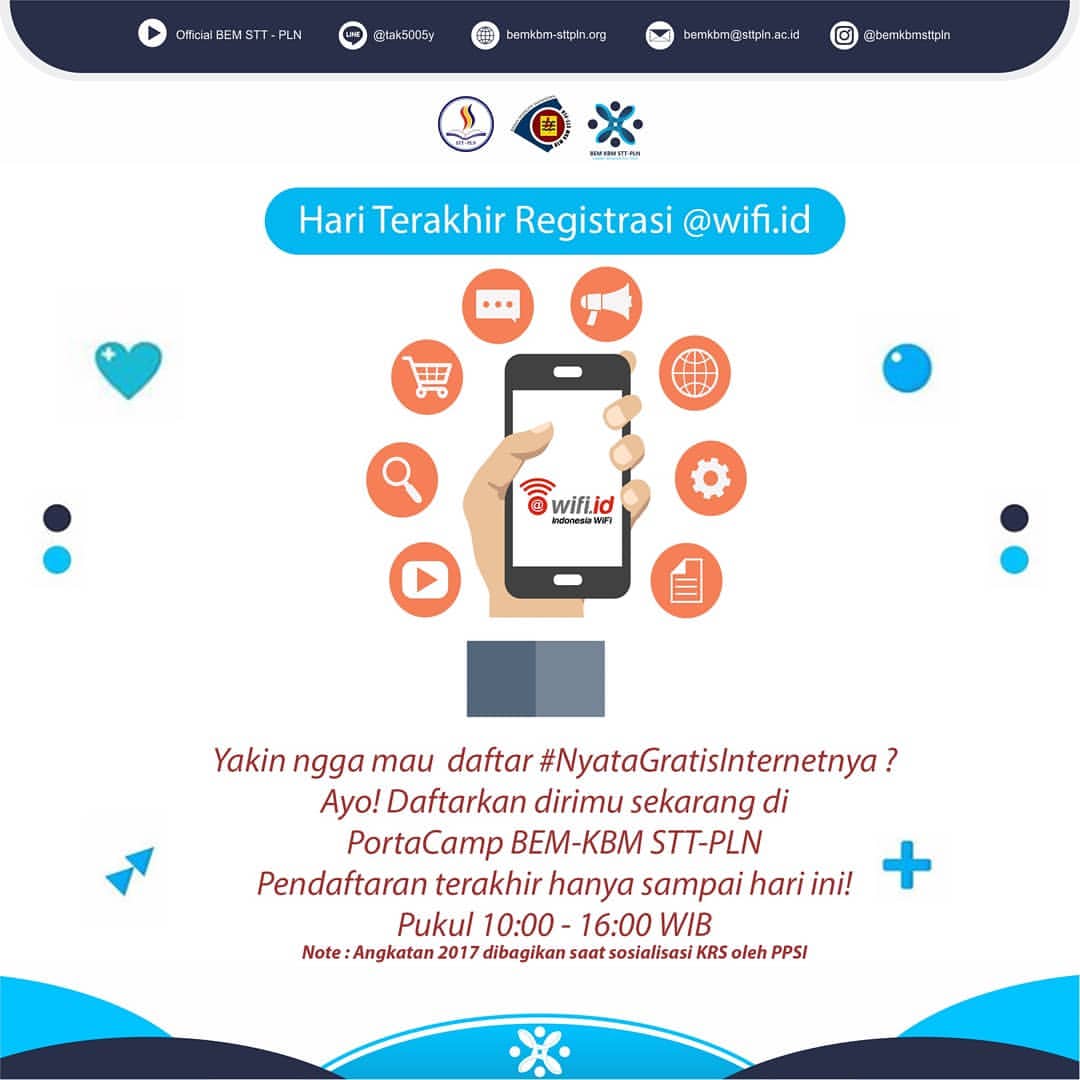 Official BEM STT - PLN
LINE
@tak5005y
bemkbm-sttpln.org
bemkbm@sttpln.ac.id
@bemkbmsttpln
STT - PLN
BEM KBM STT-PLN
Hari Terakhir Registrasi @wifi.id
@wifi.id
Indonesia WiFi
Yakin ngga mau daftar #NyataGratisInternetnya ?
Ayo! Daftarkan dirimu sekarang di
PortaCamp BEM-KBM STT-PLN
Pendaftaran terakhir hanya sampai hari ini!
Pukul 10:00 - 16:00 WIB
Note : Angkatan 2017 dibagikan saat sosialisasi KRS oleh PPSI